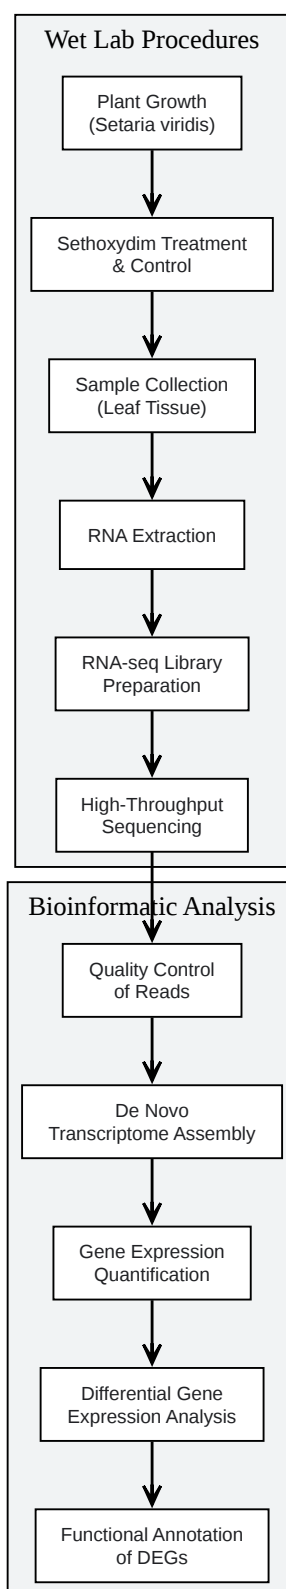 Wet Lab Procedures
Plant Growth
(Setaria viridis)
Sethoxydim Treatment
& Control
Sample Collection
(Leaf Tissue)
RNA Extraction
RNA-seq Library
Preparation
High-Throughput
Sequencing
Bioinformatic Analysis
Quality Control
of Reads
De Novo
Transcriptome Assembly
Gene Expression
Quantification
Differential Gene
Expression Analysis
Functional Annotation
of DEGs